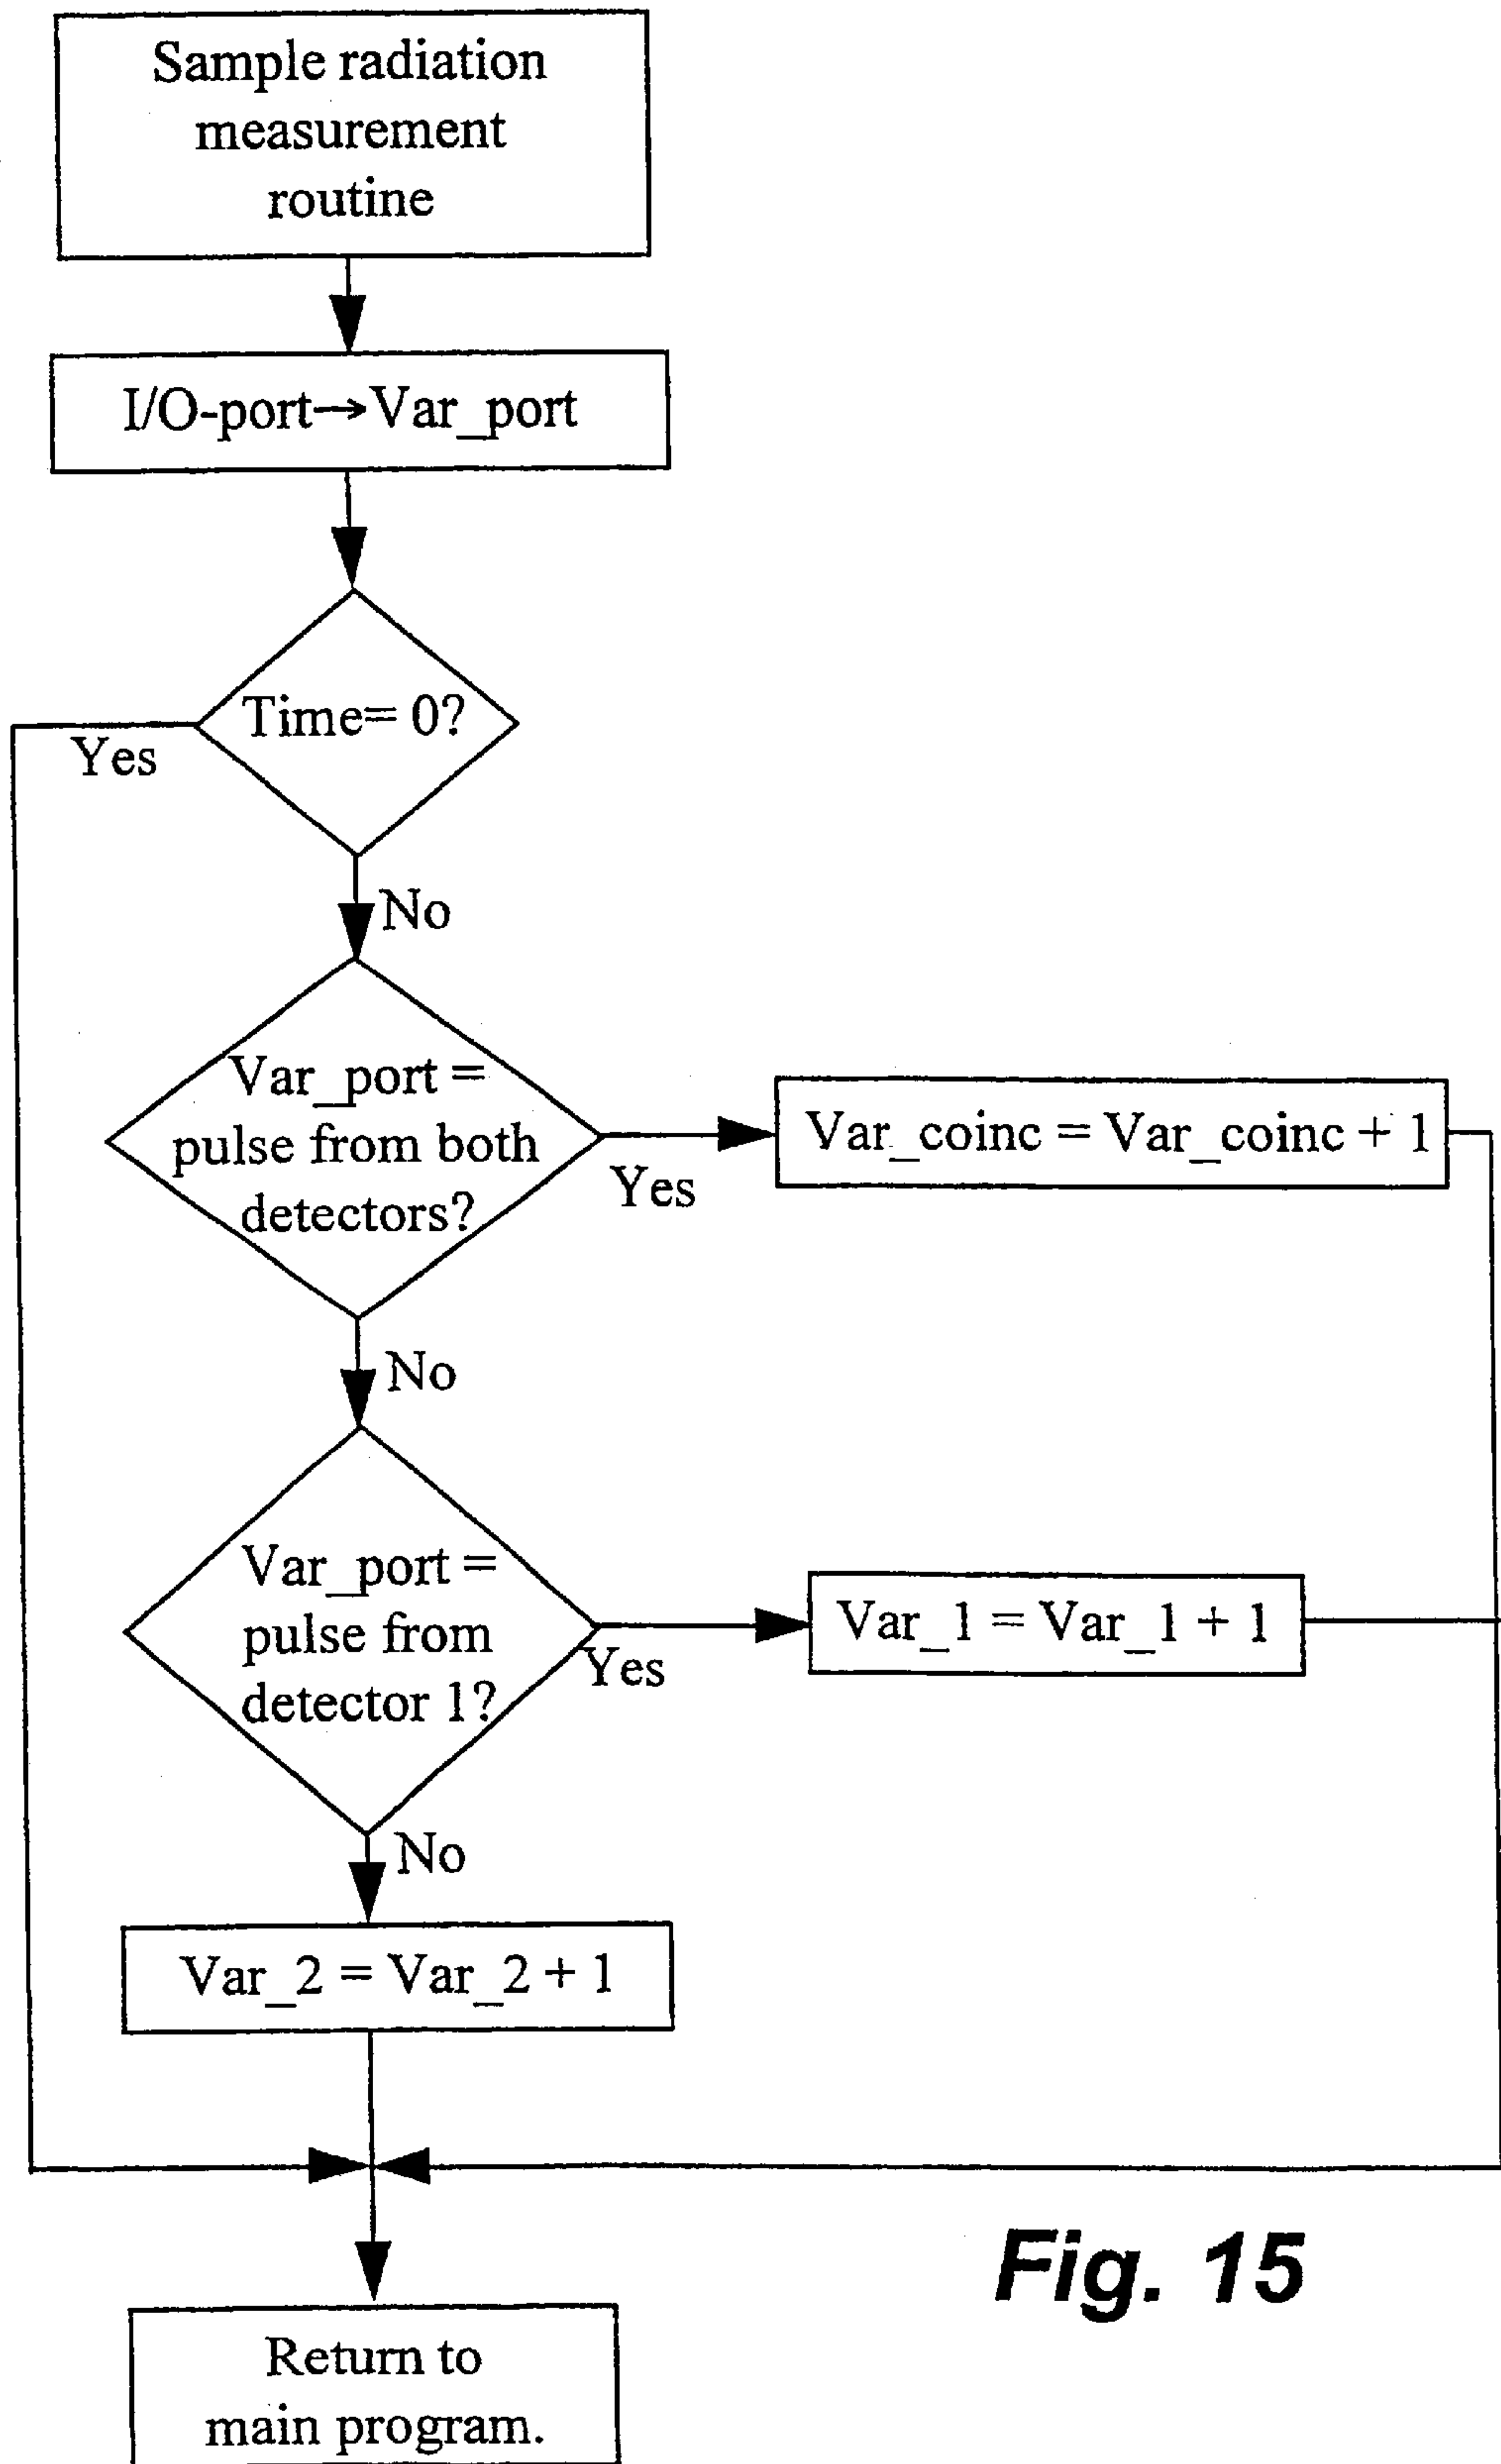 Sample radiation
measurement
routine
I/O-port→Var_port
Time= 0?
Yes
No
Var_port =
pulse from both
detectors?
Yes
Var_coinc = Var_coinc + 1
No
Var_port =
pulse from
detector 1?
Yes
Var_1 = Var_1 + 1
No
Var_2 = Var_2 + 1
Fig. 15
Return to
main program.